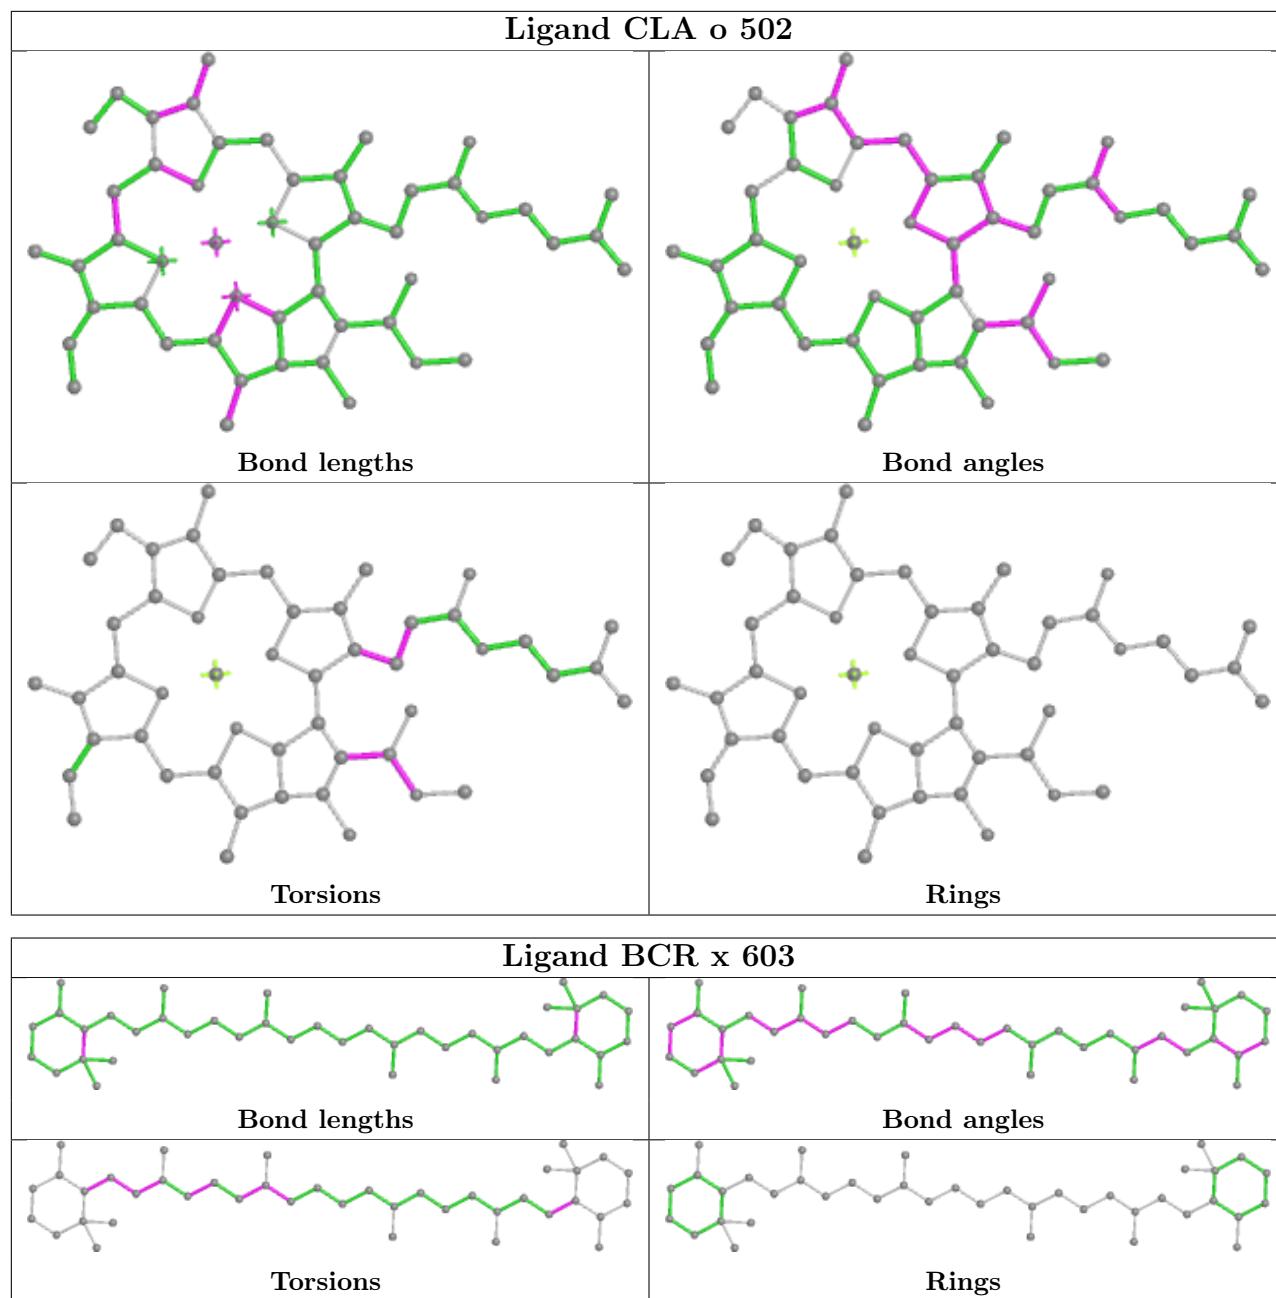 Ligand CLA o 502
Bond lengths
Bond angles
Torsions
Rings
Ligand BCR x 603
Bond lengths
Bond angles
Torsions
Rings